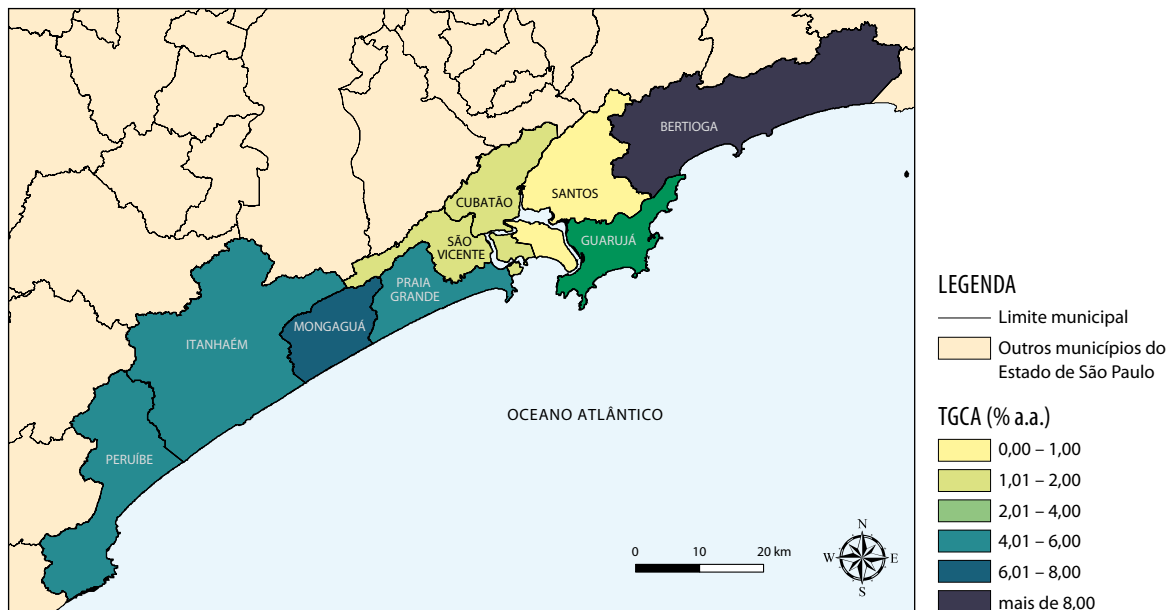 BERTIOGA
SANTOS
CUBATÃO
GUARUJÁ
SÃO
VICENTE
PRAIA
GRANDE
MONGAGUÁ
ITANHAÉM
PERUÍBE
OCEANO ATLÂNTICO
0 10 20 km
N
W E
S
LEGENDA
Limite municipal
Outros municípios do
Estado de São Paulo
TGCA (% a.a.)
0,00 – 1,00
1,01 – 2,00
2,01 – 4,00
4,01 – 6,00
6,01 – 8,00
mais de 8,00